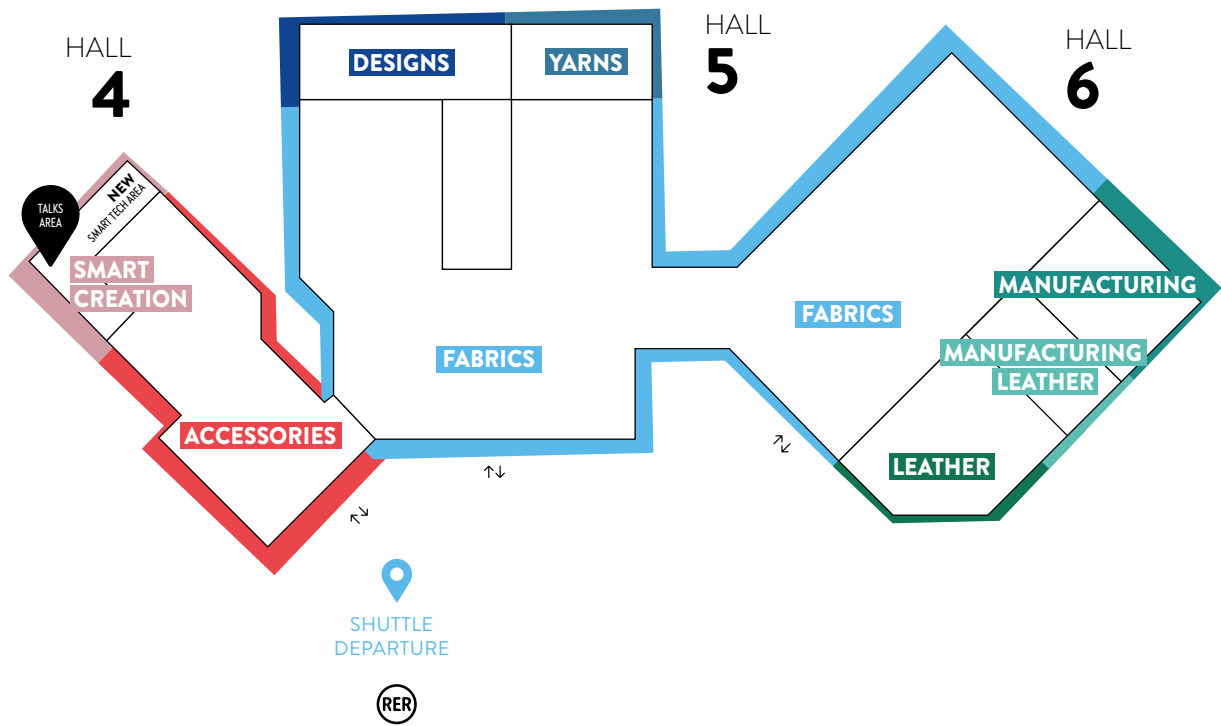 HALL
4
DESIGNS
YARNS
HALL
5
HALL
6
TALKS
AREA
NEW
SMART TECH AREA
SMART
CREATION
ACCESSORIES
FABRICS
FABRICS
MANUFACTURING
MANUFACTURING
LEATHER
LEATHER
SHUTTLE
DEPARTURE
RER